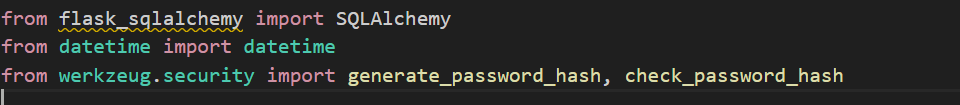 from flask_sqlalchemy import SQLAlchemy
from datetime import datetime
from werkzeug.security import generate_password_hash, check_password_hash